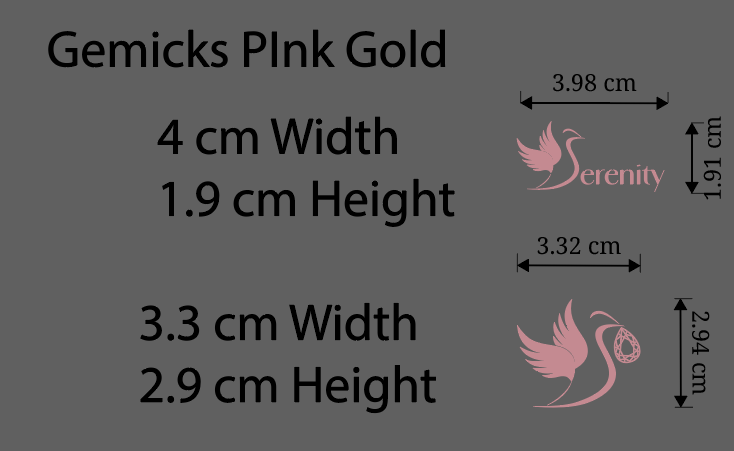 Gemicks PInk Gold
3.98 cm
4 cm Width
1.9 cm Height
Serenity
1.91 cm
3.32 cm
3.3 cm Width
2.9 cm Height
2.94 cm